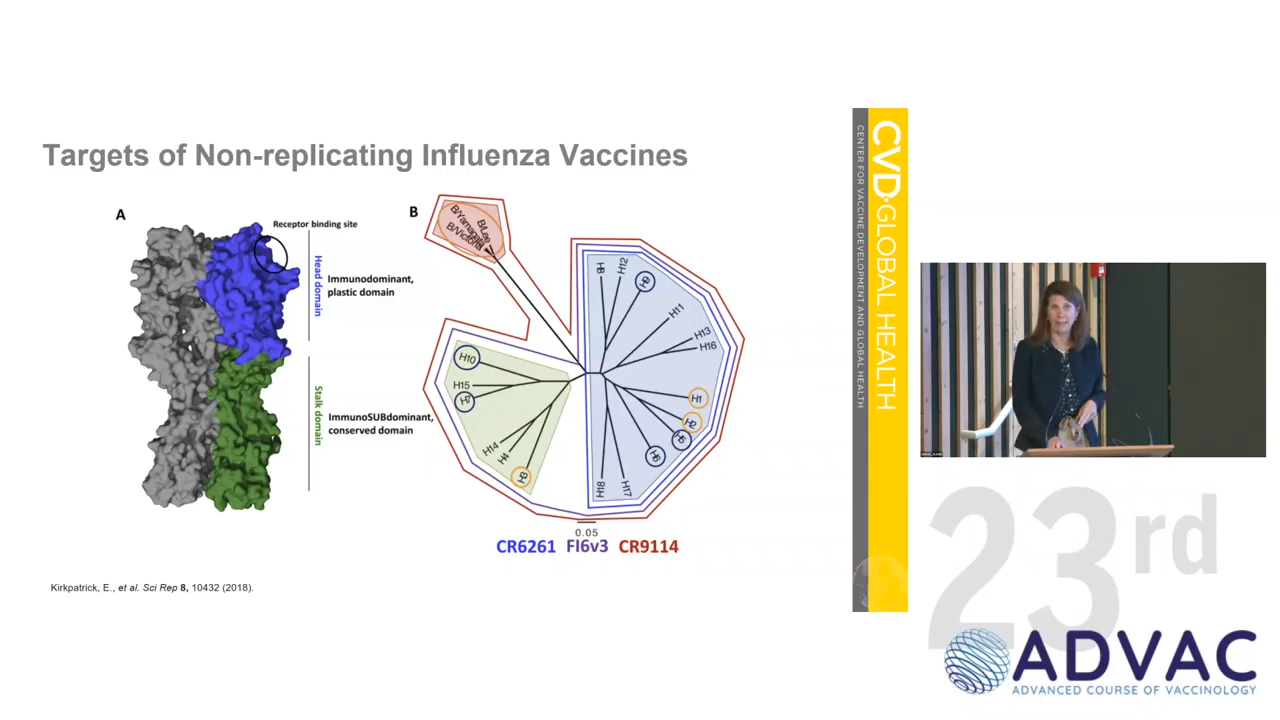 Targets of Non-replicating Influenza Vaccines
A
Receptor binding site
Head domain
Immunodominant,
plastic domain
Stalk domain
ImmunoSUBdominant,
conserved domain
B
B/Yamagata
B/Lee
B/Victoria
H8
H12
H9
H11
H13
H16
H1
H2
H5
H6
H17
H18
H10
H15
H7
H14
H4
H3
0.05
CR6261 FI6v3 CR9114
Kirkpatrick, E., et al. Sci Rep 8, 10432 (2018).
CENTER FOR VACCINE DEVELOPMENT AND GLOBAL HEALTH
CVD·GLOBAL HEALTH
23rd
ADVAC
ADVANCED COURSE OF VACCINOLOGY